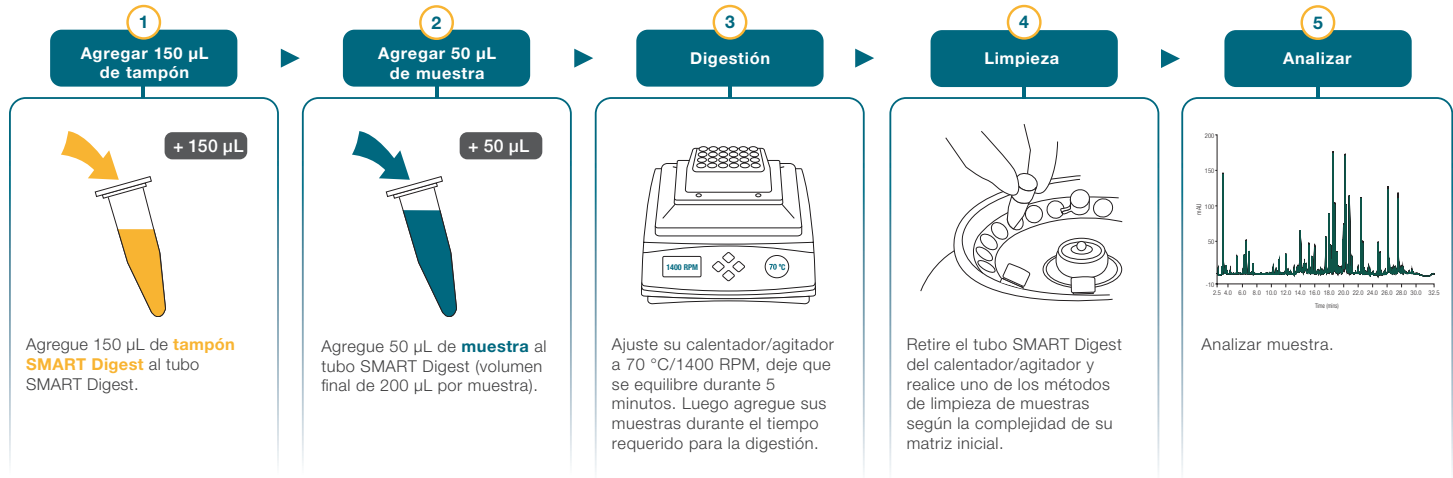 1
Agregar 150 µL
de tampón
+ 150 µL
Agregue 150 µL de tampón
SMART Digest al tubo
SMART Digest.
2
Agregar 50 µL
de muestra
+ 50 µL
Agregue 50 µL de muestra al
tubo SMART Digest (volumen
final de 200 µL por muestra).
3
Digestión
1400 RPM
70 °C
Ajuste su calentador/agitador
a 70 °C/1400 RPM, deje que
se equilibre durante 5
minutos. Luego agregue sus
muestras durante el tiempo
requerido para la digestión.
4
Limpieza
Retire el tubo SMART Digest
del calentador/agitador y
realice uno de los métodos
de limpieza de muestras
según la complejidad de su
matriz inicial.
5
Analizar
200
150
100
50
-10
mAU
2.5 4.0 6.0 8.0 10.0 12.0 14.0 16.0 18.0 20.0 22.0 24.0 26.0 28.0 30.0 32.5
Time (mins)
Analizar muestra.